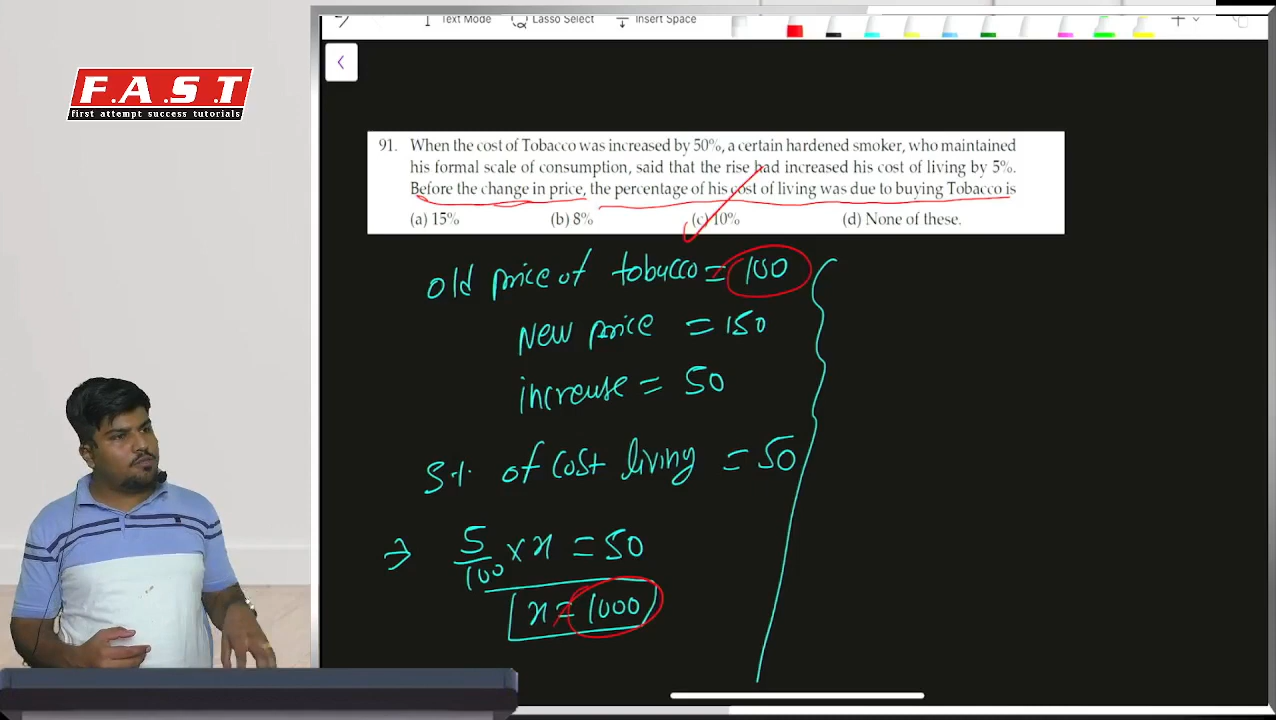 F.A.S.T
first attempt success tutorials
Text Mode
Lasso Select
Insert Space
91. When the cost of Tobacco was increased by 50%, a certain hardened smoker, who maintained
his formal scale of consumption, said that the rise had increased his cost of living by 5%.
Before the change in price, the percentage of his cost of living was due to buying Tobacco is
(a) 15% (b) 8% (c) 10% (d) None of these.
old price of tobacco = 100
New price = 150
increase = 50
5% of cost living = 50
⇒ 5/100 × x = 50
x = 1000